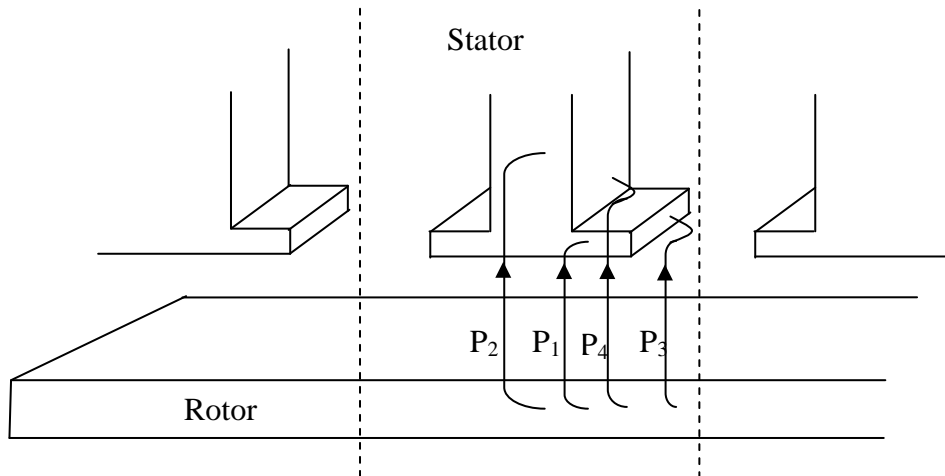 Stator
P₂ P₁ P₄ P₃
Rotor